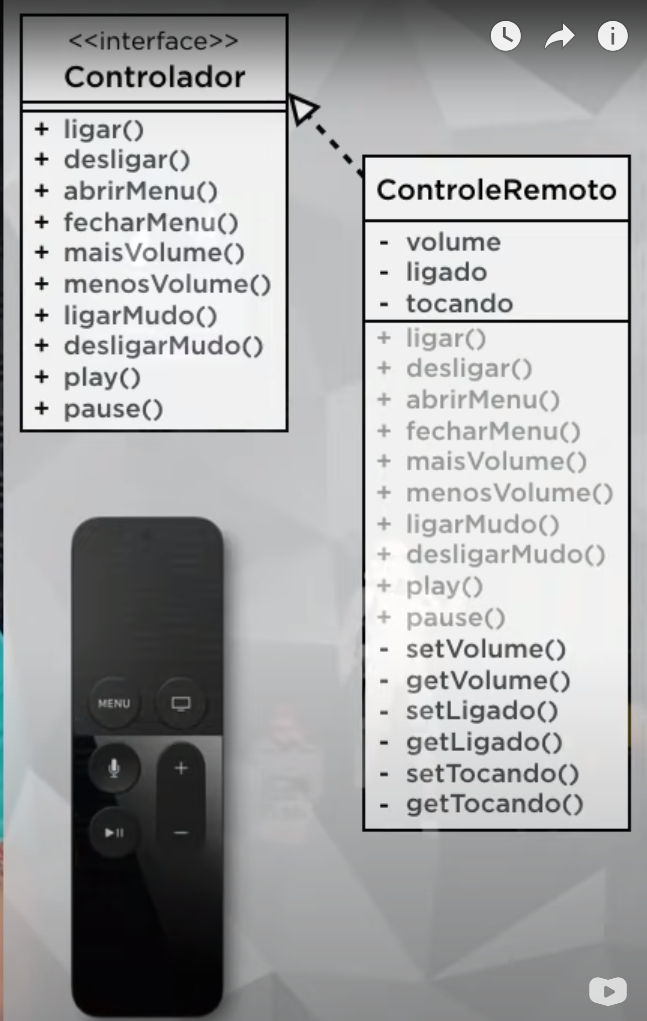 <<interface>>
Controlador
+ ligar()
+ desligar()
+ abrirMenu()
+ fecharMenu()
+ maisVolume()
+ menosVolume()
+ ligarMudo()
+ desligarMudo()
+ play()
+ pause()
ControleRemoto
- volume
- ligado
- tocando
+ ligar()
+ desligar()
+ abrirMenu()
+ fecharMenu()
+ maisVolume()
+ menosVolume()
+ ligarMudo()
+ desligarMudo()
+ play()
+ pause()
- setVolume()
- getVolume()
- setLigado()
- getLigado()
- setTocando()
- getTocando()
MENU